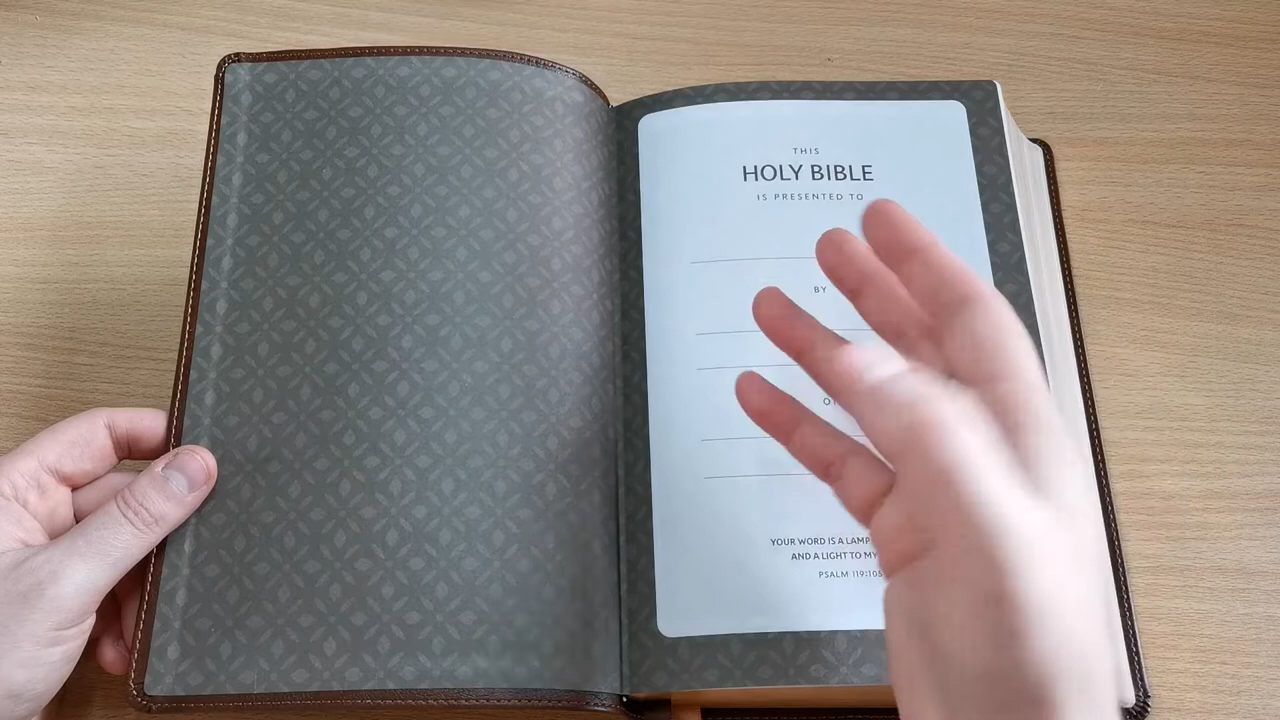 THIS
HOLY BIBLE
IS PRESENTED TO
BY
YOUR WORD IS A LAMP
AND A LIGHT TO MY
PSALM 119:105